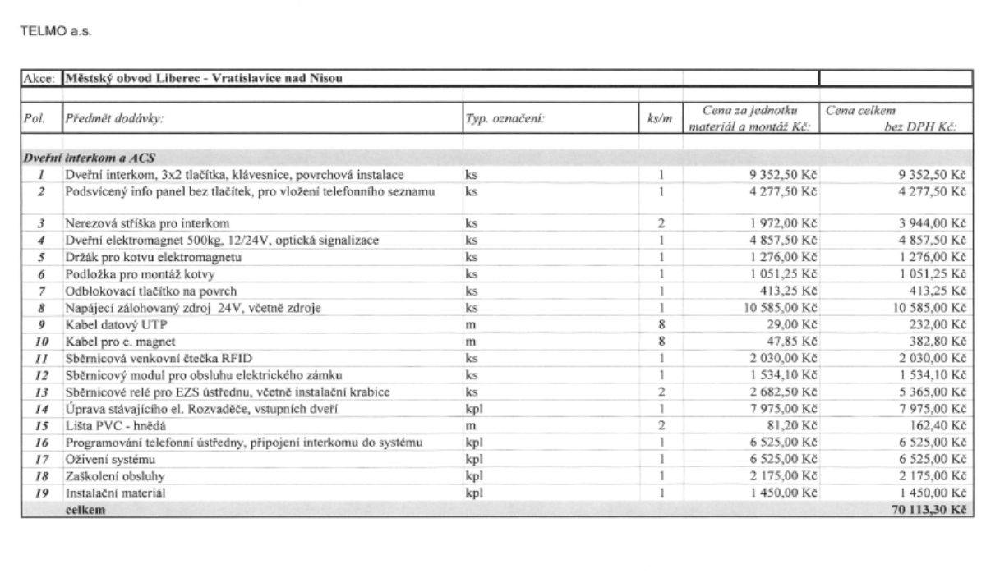 TELMO a.s.
Akce: Městský obvod Liberec - Vratislavice nad Nisou
Pol. Předmět dodávky: Typ. označení: ks/m Cena za jednotku materiál a montáž Kč: Cena celkem bez DPH Kč:
Dveřní interkom a ACS
1 Dveřní interkom, 3x2 tlačítka, klávesnice, povrchová instalace ks 1 9 352,50 Kč 9 352,50 Kč
2 Podsvícený info panel bez tlačítek, pro vložení telefonního seznamu ks 1 4 277,50 Kč 4 277,50 Kč
3 Nerezová stříška pro interkom ks 2 1 972,00 Kč 3 944,00 Kč
4 Dveřní elektromagnet 500kg, 12/24V, optická signalizace ks 1 4 857,50 Kč 4 857,50 Kč
5 Držák pro kotvu elektromagnetu ks 1 1 276,00 Kč 1 276,00 Kč
6 Podložka pro montáž kotvy ks 1 1 051,25 Kč 1 051,25 Kč
7 Odblokovací tlačítko na povrch ks 1 413,25 Kč 413,25 Kč
8 Napájecí zálohovaný zdroj 24V, včetně zdroje ks 1 10 585,00 Kč 10 585,00 Kč
9 Kabel datový UTP m 8 29,00 Kč 232,00 Kč
10 Kabel pro e. magnet m 8 47,85 Kč 382,80 Kč
11 Sběrnicová venkovní čtečka RFID ks 1 2 030,00 Kč 2 030,00 Kč
12 Sběrnicový modul pro obsluhu elektrického zámku ks 1 1 534,10 Kč 1 534,10 Kč
13 Sběrnicové relé pro EZS ústřednu, včetně instalační krabice ks 2 2 682,50 Kč 5 365,00 Kč
14 Úprava stávajícího el. Rozvaděče, vstupních dveří kpl 1 7 975,00 Kč 7 975,00 Kč
15 Lišta PVC - hnědá m 2 81,20 Kč 162,40 Kč
16 Programování telefonní ústředny, připojení interkomu do systému kpl 1 6 525,00 Kč 6 525,00 Kč
17 Oživení systému kpl 1 6 525,00 Kč 6 525,00 Kč
18 Zaškolení obsluhy kpl 1 2 175,00 Kč 2 175,00 Kč
19 Instalační materiál kpl 1 1 450,00 Kč 1 450,00 Kč
celkem 70 113,30 Kč